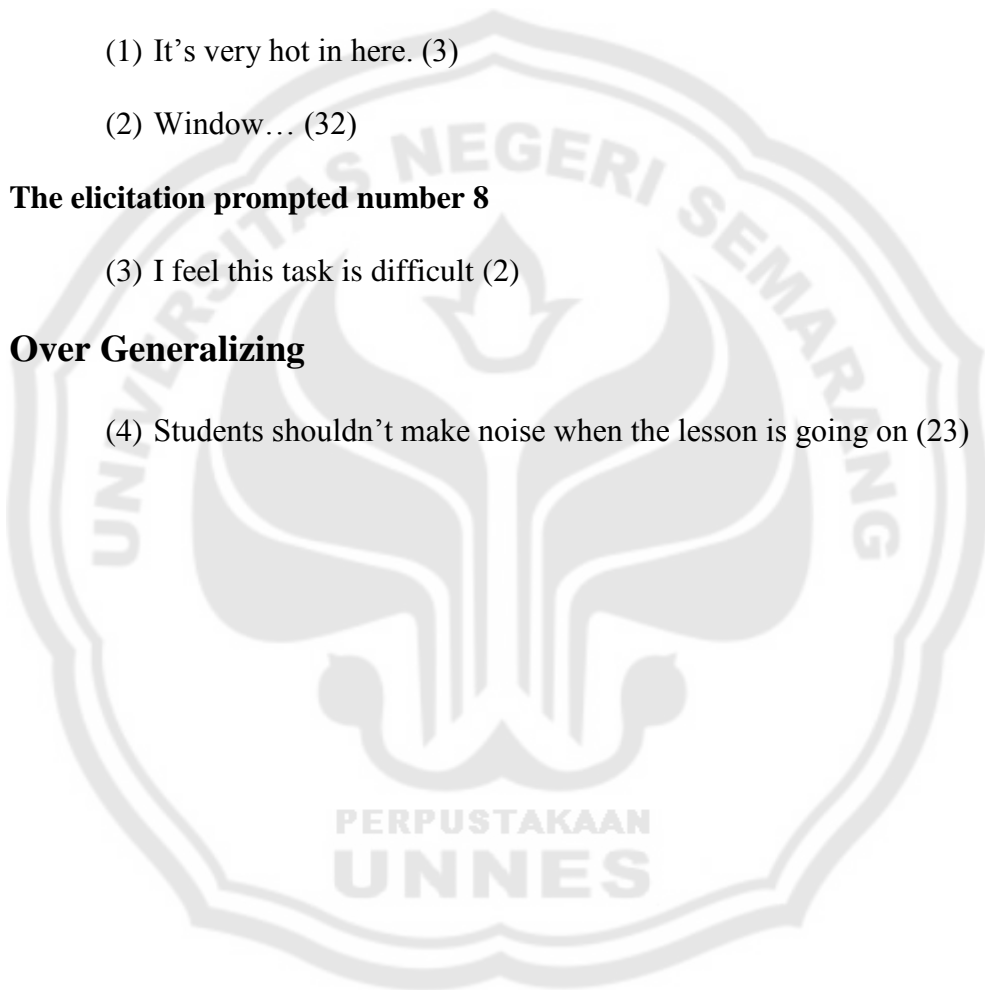 (1) It’s very hot in here. (3)
(2) Window… (32)
The elicitation prompted number 8
(3) I feel this task is difficult (2)
Over Generalizing
(4) Students shouldn’t make noise when the lesson is going on (23)
UNIVERSITAS NEGERI SEMARANG
PERPUSTAKAAN
UNNES